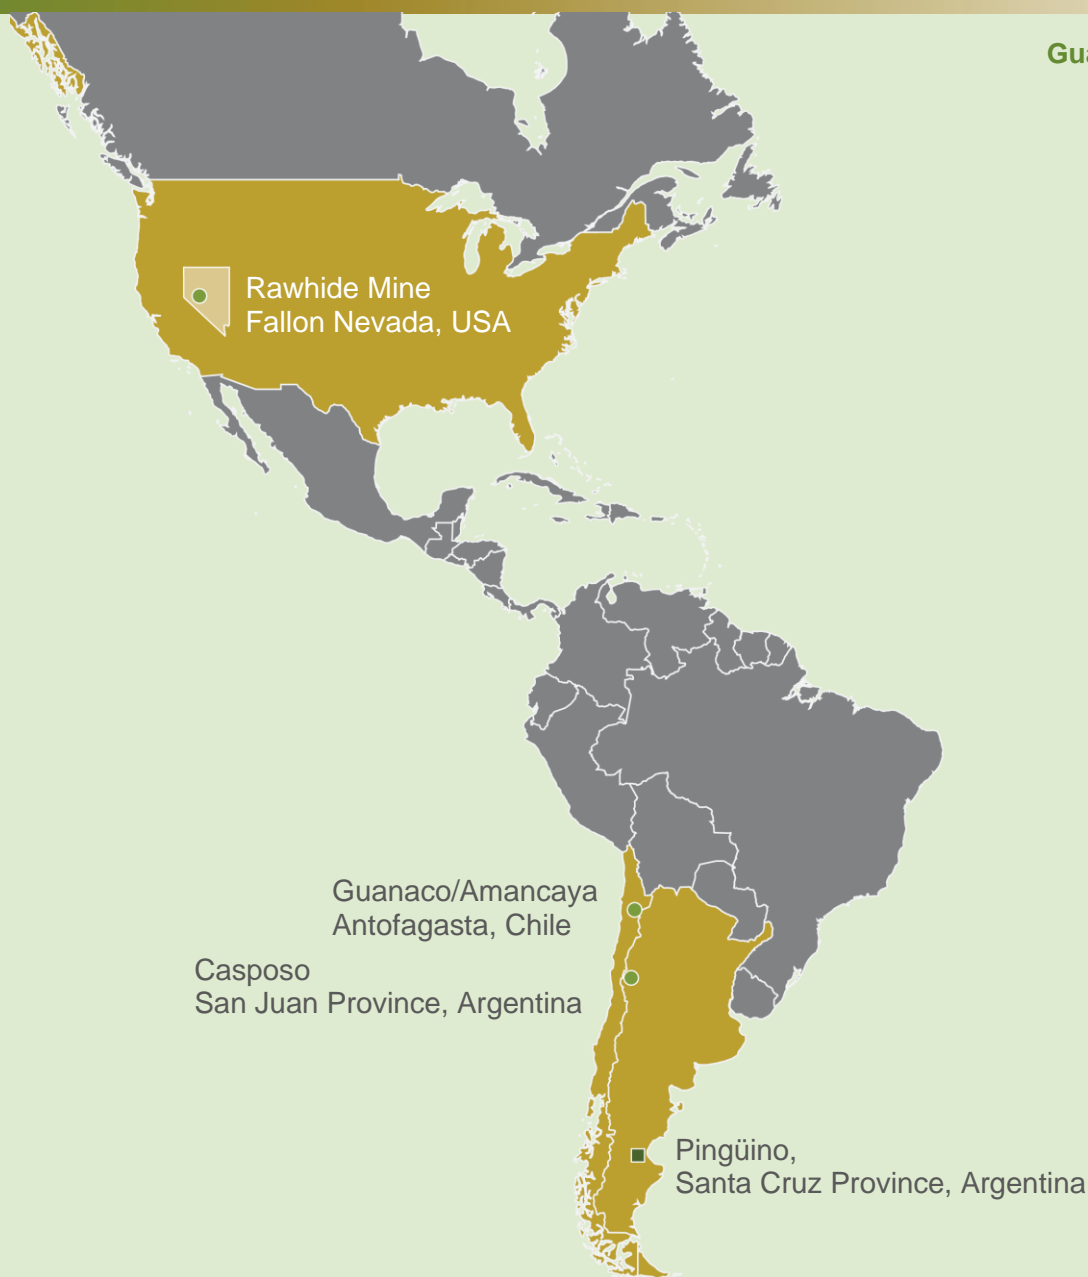 Rawhide Mine
Fallon Nevada, USA
Guanaco/Amancaya
Antofagasta, Chile
Casposo
San Juan Province, Argentina
Pingüino,
Santa Cruz Province, Argentina